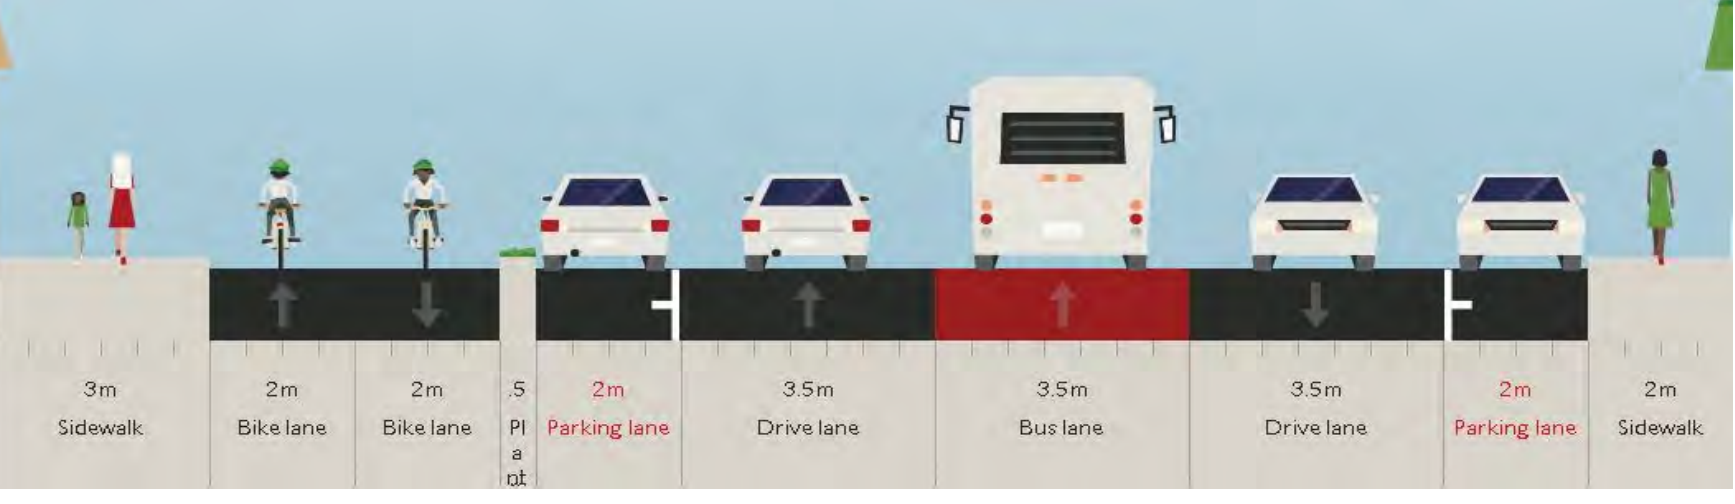 3m
2m
2m
.5
2m
3.5m
3.5m
3.5m
2m
2m
Sidewalk
Bike lane
Bike lane
Pl
a
nt
Parking lane
Drive lane
Bus lane
Drive lane
Parking lane
Sidewalk